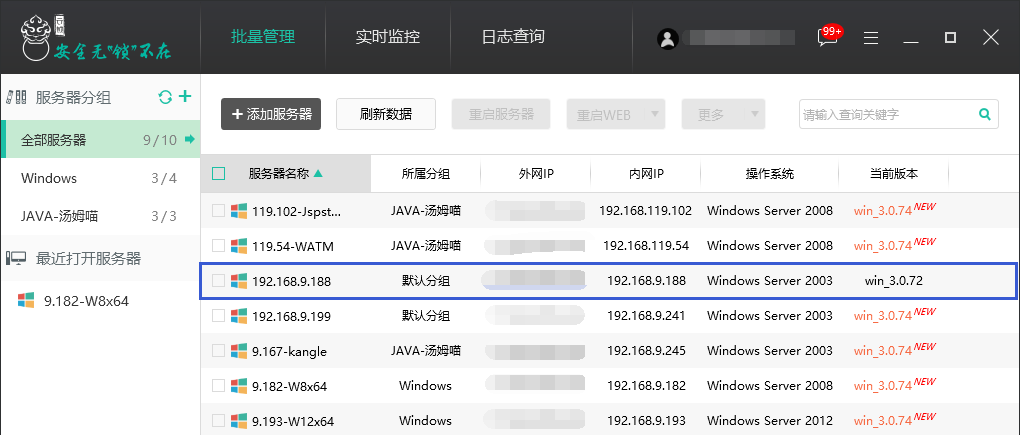 安全无"锁"不在
批量管理 实时监控 日志查询 99+
服务器分组
全部服务器 9/10
Windows 3/4
JAVA-汤姆喵 3/3
最近打开服务器
9.182-W8x64
添加服务器 刷新数据 重启服务器 重启WEB 更多 请输入查询关键字
服务器名称 所属分组 外网IP 内网IP 操作系统 当前版本
119.102-Jspst... JAVA-汤姆喵 192.168.119.102 Windows Server 2008 win_3.0.74 NEW
119.54-WATM JAVA-汤姆喵 192.168.119.54 Windows Server 2008 win_3.0.74 NEW
192.168.9.188 默认分组 192.168.9.188 Windows Server 2003 win_3.0.72
192.168.9.199 默认分组 192.168.9.241 Windows Server 2003 win_3.0.74 NEW
9.167-kangle JAVA-汤姆喵 192.168.9.245 Windows Server 2003 win_3.0.74 NEW
9.182-W8x64 Windows 192.168.9.182 Windows Server 2008 win_3.0.74 NEW
9.193-W12x64 Windows 192.168.9.193 Windows Server 2012 win_3.0.74 NEW